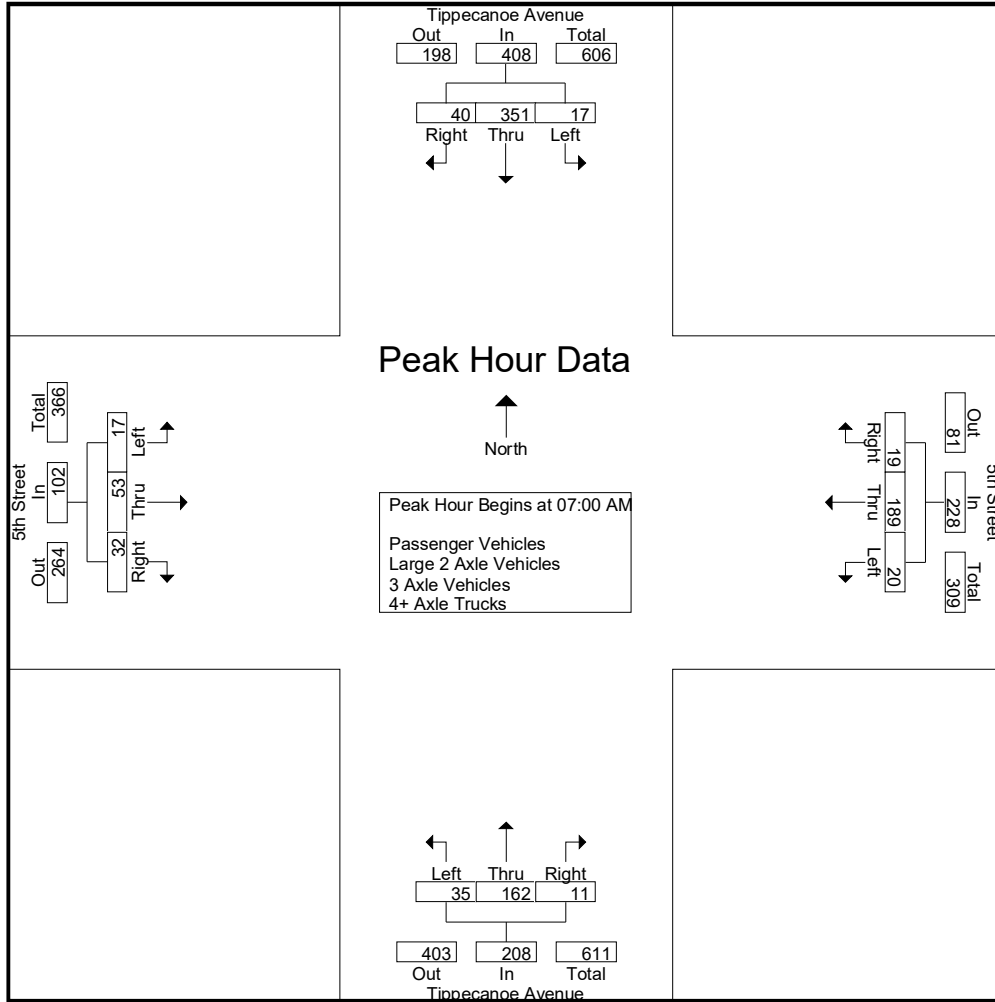 Tippecanoe Avenue
Out In Total
198 408 606
40 351 17
Right Thru Left
Peak Hour Data
North
Peak Hour Begins at 07:00 AM
Passenger Vehicles
Large 2 Axle Vehicles
3 Axle Vehicles
4+ Axle Trucks
5th Street
Out In Total
264 102 366
Left Thru Right
17 53 32
5th Street
Out In Total
81 228 309
Right Thru Left
19 189 20
Left Thru Right
35 162 11
403 208 611
Out In Total
Tippecanoe Avenue